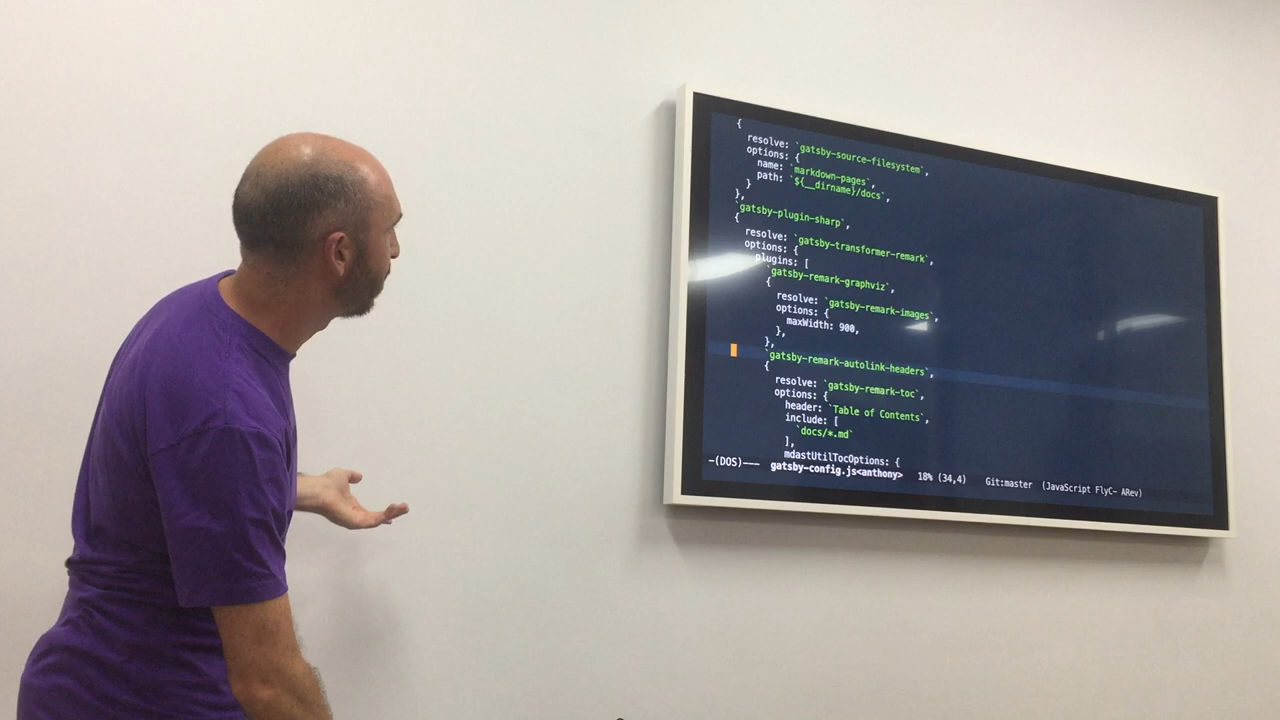 {
resolve: `gatsby-source-filesystem`,
options: {
name: `markdown-pages`,
path: `${__dirname}/docs`,
}
},
`gatsby-plugin-sharp`,
{
resolve: `gatsby-transformer-remark`,
options: {
plugins: [
`gatsby-remark-graphviz`,
{
resolve: `gatsby-remark-images`,
options: {
maxWidth: 900,
},
},
`gatsby-remark-autolink-headers`,
{
resolve: `gatsby-remark-toc`,
options: {
header: `Table of Contents`,
include: [
`docs/*.md`
],
mdastUtilTocOptions: {
-(DOS)--- gatsby-config.js<anthony> 18% (34,4) Git:master (JavaScript FlyC- ARev)